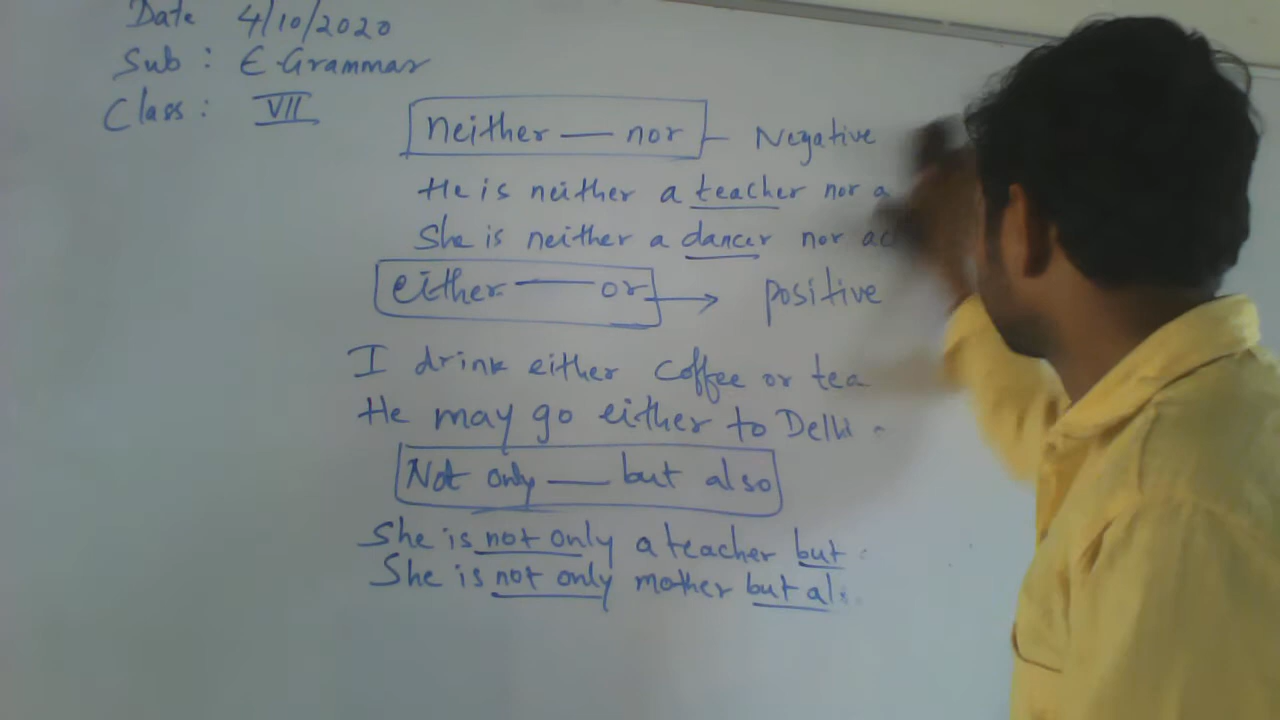 Date 4/10/2020
Sub : E Grammar
Class : VII
neither — nor — Negative
He is neither a teacher nor a
She is neither a dancer nor
either — or → positive
I drink either coffee or tea
He may go either to Delhi
Not only — but also
She is not only a teacher but
She is not only mother but al